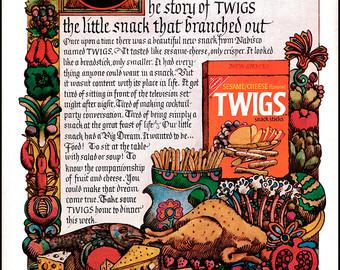 he story of TWIGS
the little snack that branched out
Once upon a time there was a beautiful new snack from Nabisco
named TWIGS. It tasted like sesame-cheese, only crisper. It looked
like a breadstick, only smaller. It had every
thing anyone could want in a snack. But
it wasn't content with its place in life. It got
tired of sitting in front of the television set
night after night. Tired of making cocktail-
party conversation. Tired of being simply a
snack at the great feast of life. Our little
snack had a Big Dream. It wanted to be...
Food! To sit at the table
with salad or soup! To
know the companionship
of fruit and cheese. You
could make that dream
come true. Take some
TWIGS home to dinner
this week.
SESAME/CHEESE
TWIGS
snack sticks